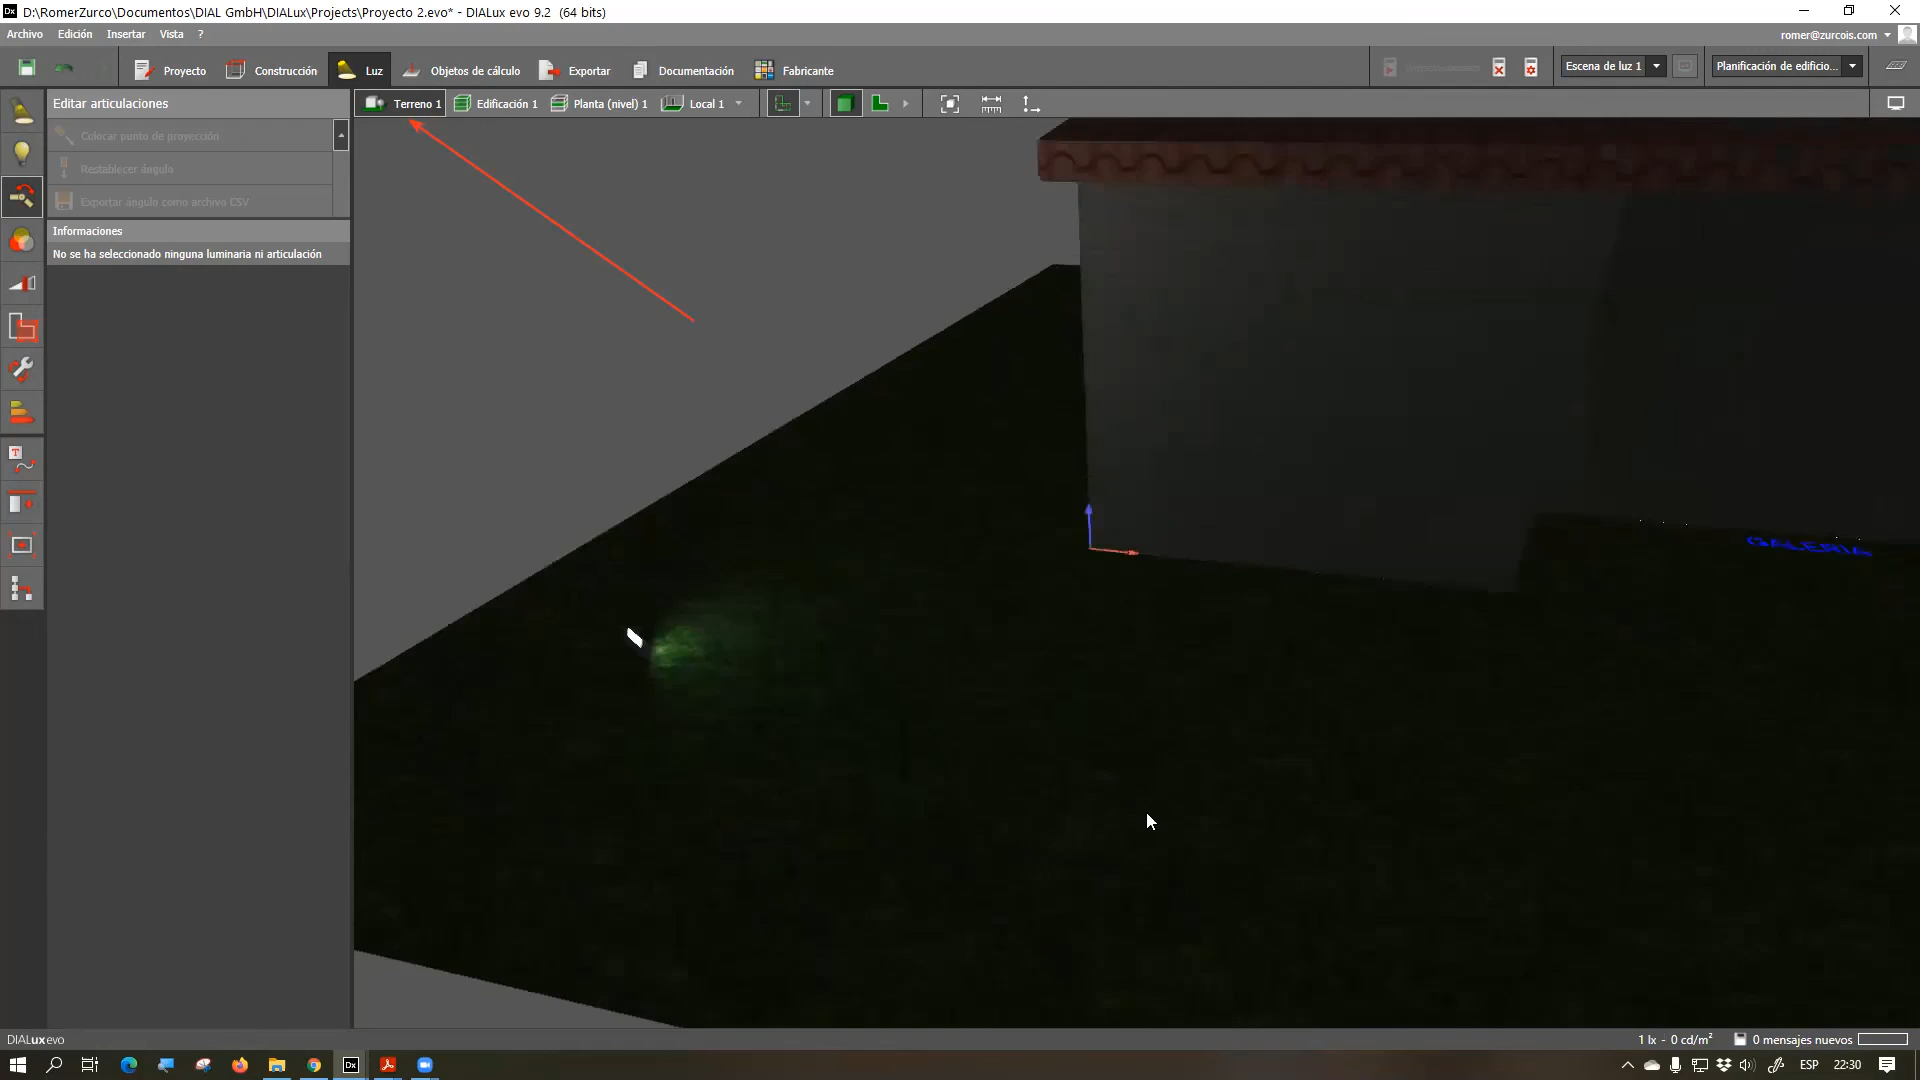 D:\RomerZurco\Documentos\DIAL GmbH\DIALux\Projects\Proyecto 2.evo* - DIALux evo 9.2 (64 bits)
Archivo Edición Insertar Vista ?
romer@zurcois.com
Proyecto Construcción Luz Objetos de cálculo Exportar Documentación Fabricante
Escena de luz 1 Planificación de edificio...
Editar articulaciones
Terreno 1 Edificación 1 Planta (nivel) 1 Local 1
Colocar punto de proyección
Restablecer ángulo
Exportar ángulo como archivo CSV
Informaciones
No se ha seleccionado ninguna luminaria ni articulación
GALERIA
DIALux evo
1 lx - 0 cd/m² 0 mensajes nuevos
ESP 22:30